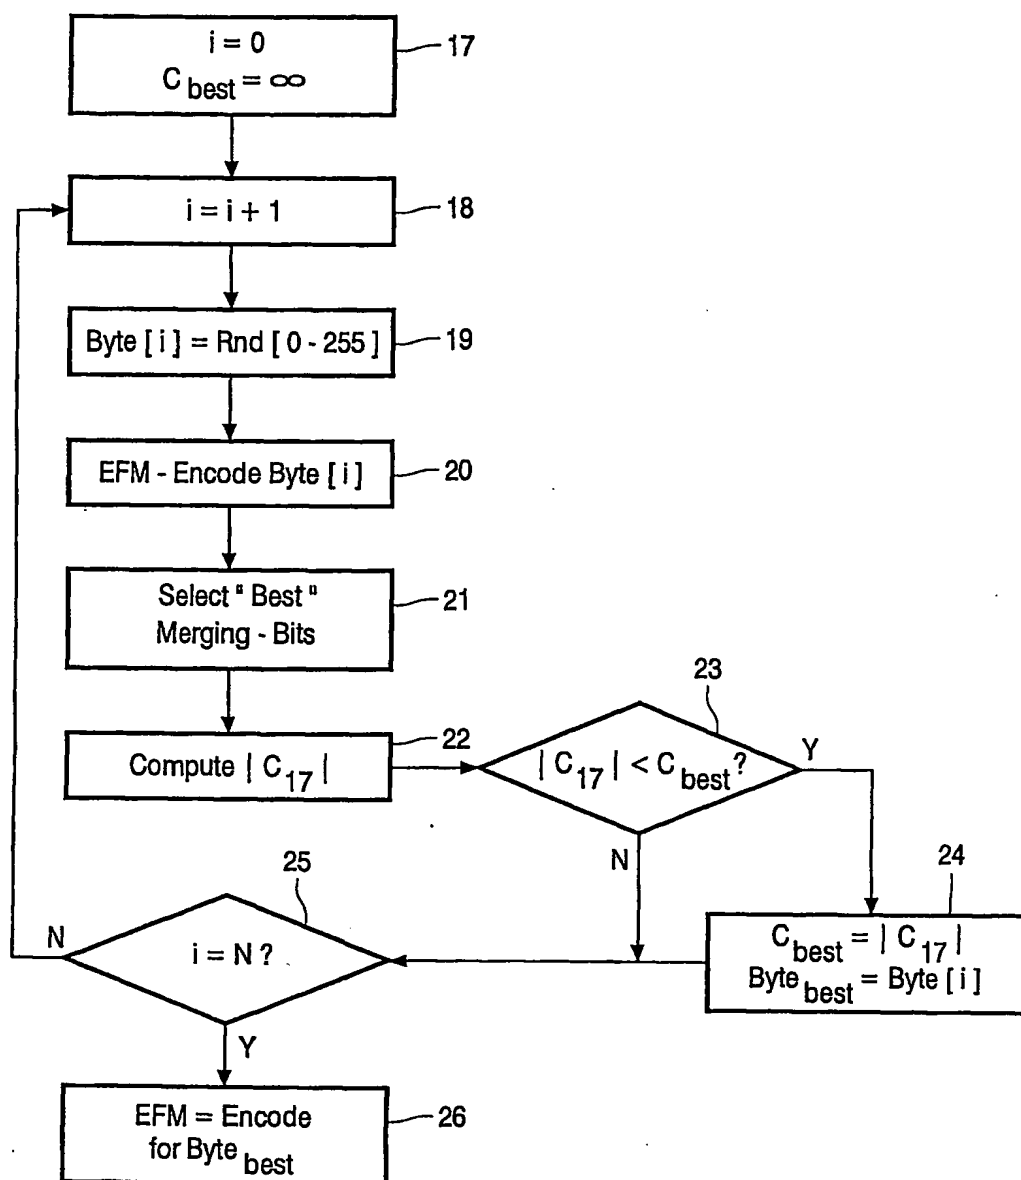 i = 0
C best = ∞
17
i = i + 1
18
Byte [ i ] = Rnd [ 0 - 255 ]
19
EFM - Encode Byte [ i ]
20
Select " Best "
Merging - Bits
21
Compute | C 17 |
22
23
| C 17 | < C best ?
Y
N
24
C best = | C 17 |
Byte best = Byte [ i ]
25
i = N ?
N
Y
EFM = Encode
for Byte best
26